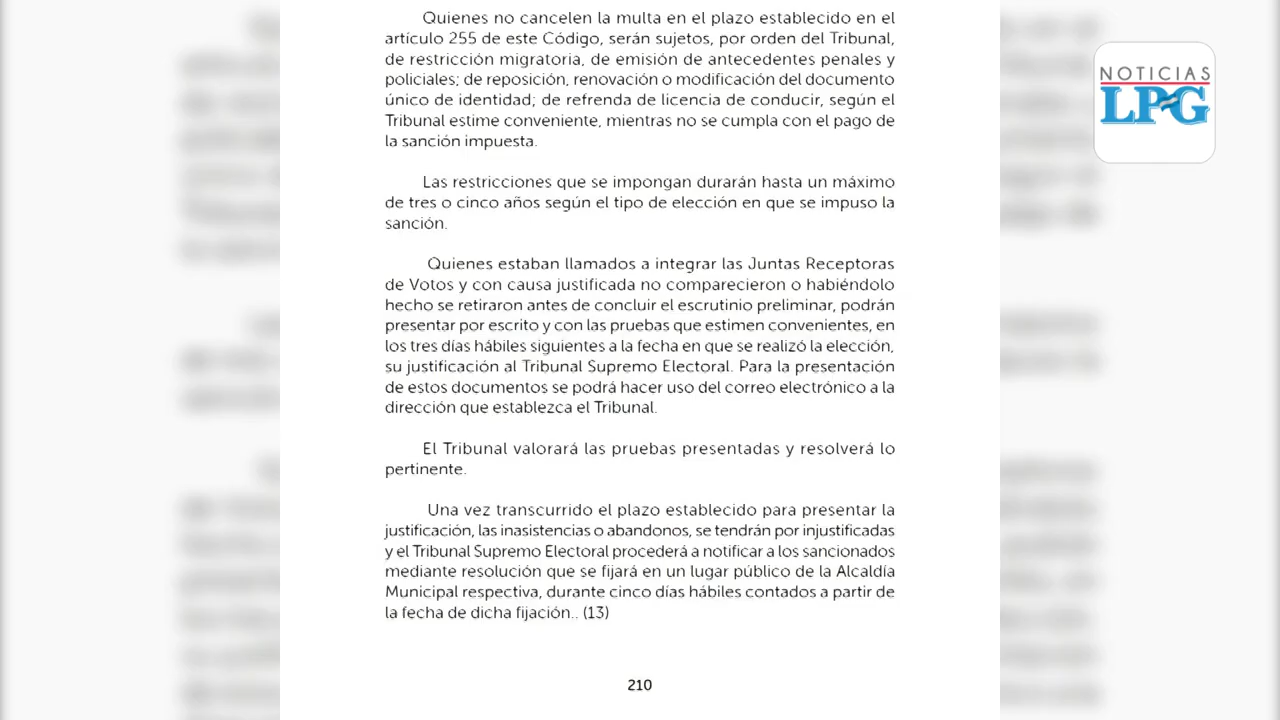 Quienes no cancelen la multa en el plazo establecido en el
artículo 255 de este Código, serán sujetos, por orden del Tribunal,
de restricción migratoria, de emisión de antecedentes penales y
policiales; de reposición, renovación o modificación del documento
único de identidad; de refrenda de licencia de conducir, según el
Tribunal estime conveniente, mientras no se cumpla con el pago de
la sanción impuesta.
Las restricciones que se impongan durarán hasta un máximo
de tres o cinco años según el tipo de elección en que se impuso la
sanción.
Quienes estaban llamados a integrar las Juntas Receptoras
de Votos y con causa justificada no comparecieron o habiéndolo
hecho se retiraron antes de concluir el escrutinio preliminar, podrán
presentar por escrito y con las pruebas que estimen convenientes, en
los tres días hábiles siguientes a la fecha en que se realizó la elección,
su justificación al Tribunal Supremo Electoral. Para la presentación
de estos documentos se podrá hacer uso del correo electrónico a la
dirección que establezca el Tribunal.
El Tribunal valorará las pruebas presentadas y resolverá lo
pertinente.
Una vez transcurrido el plazo establecido para presentar la
justificación, las inasistencias o abandonos, se tendrán por injustificadas
y el Tribunal Supremo Electoral procederá a notificar a los sancionados
mediante resolución que se fijará en un lugar público de la Alcaldía
Municipal respectiva, durante cinco días hábiles contados a partir de
la fecha de dicha fijación.. (13)
210
NOTICIAS
LPG